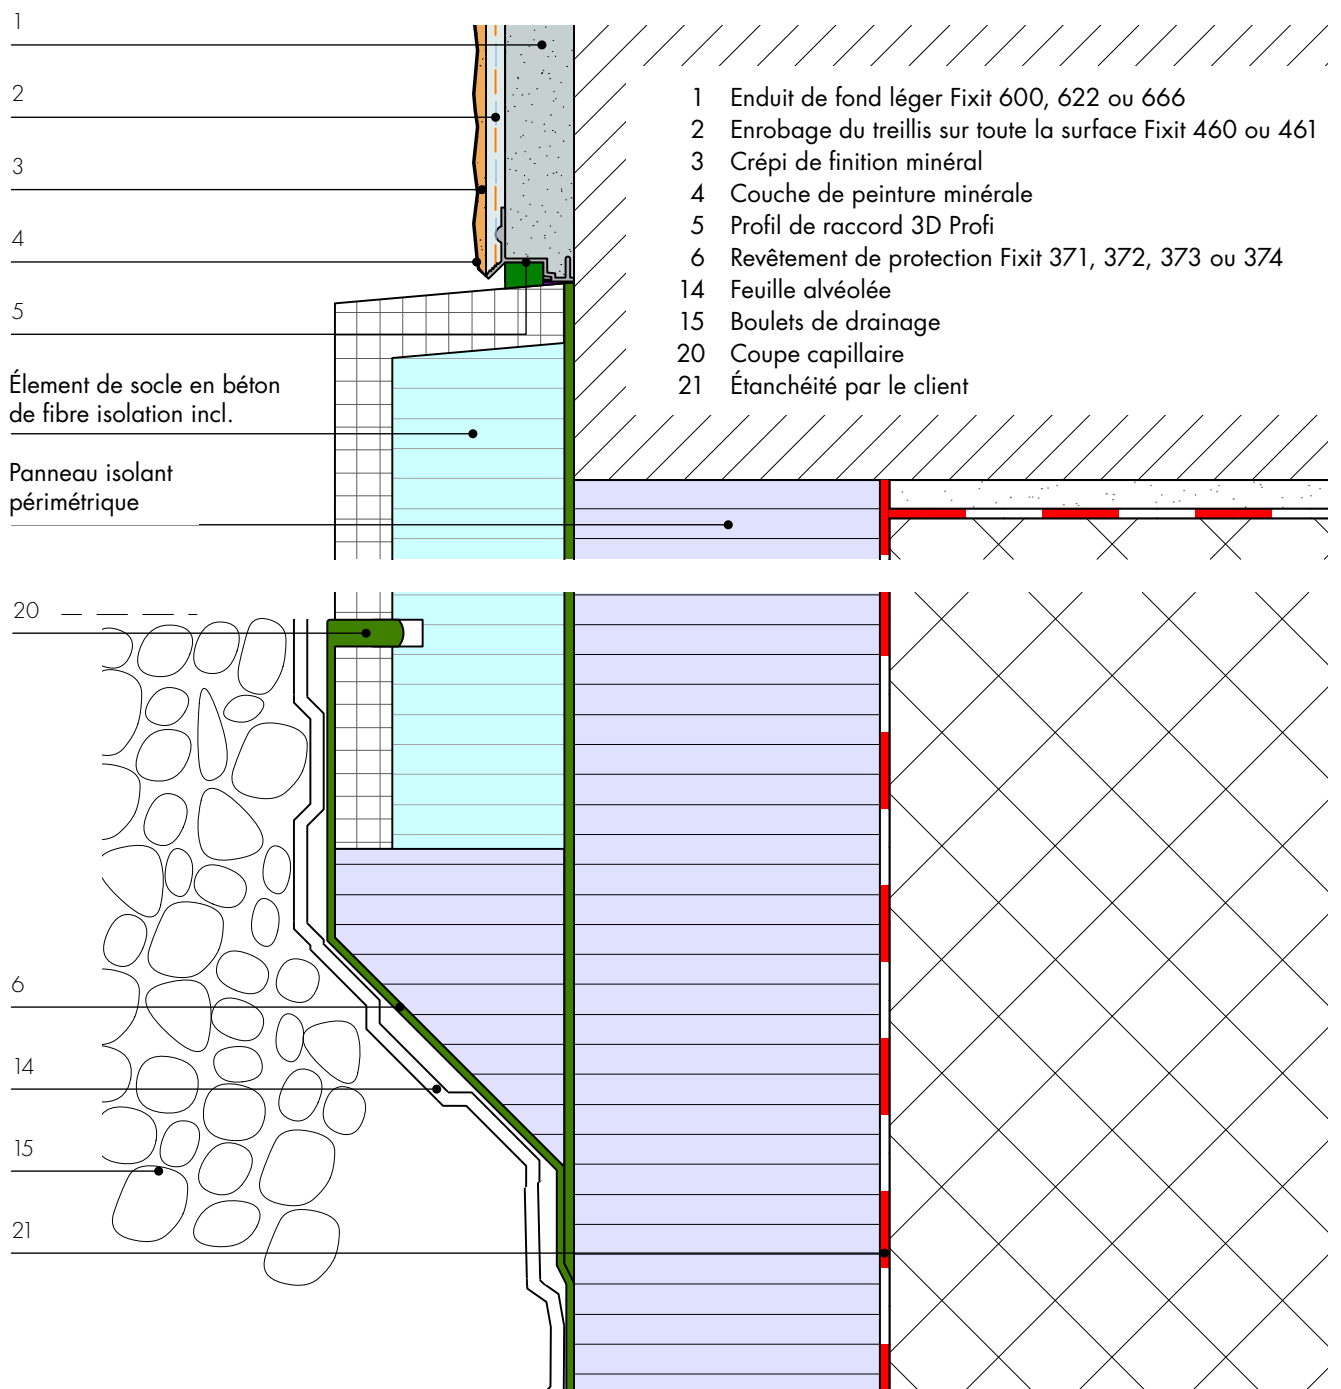 1
2
3
4
5
Élement de socle en béton
de fibre isolation incl.
Panneau isolant
périmétrique
20
6
14
15
21
1 Enduit de fond léger Fixit 600, 622 ou 666
2 Enrobage du treillis sur toute la surface Fixit 460 ou 461
3 Crépi de finition minéral
4 Couche de peinture minérale
5 Profil de raccord 3D Profi
6 Revêtement de protection Fixit 371, 372, 373 ou 374
14 Feuille alvéolée
15 Boulets de drainage
20 Coupe capillaire
21 Étanchéité par le client